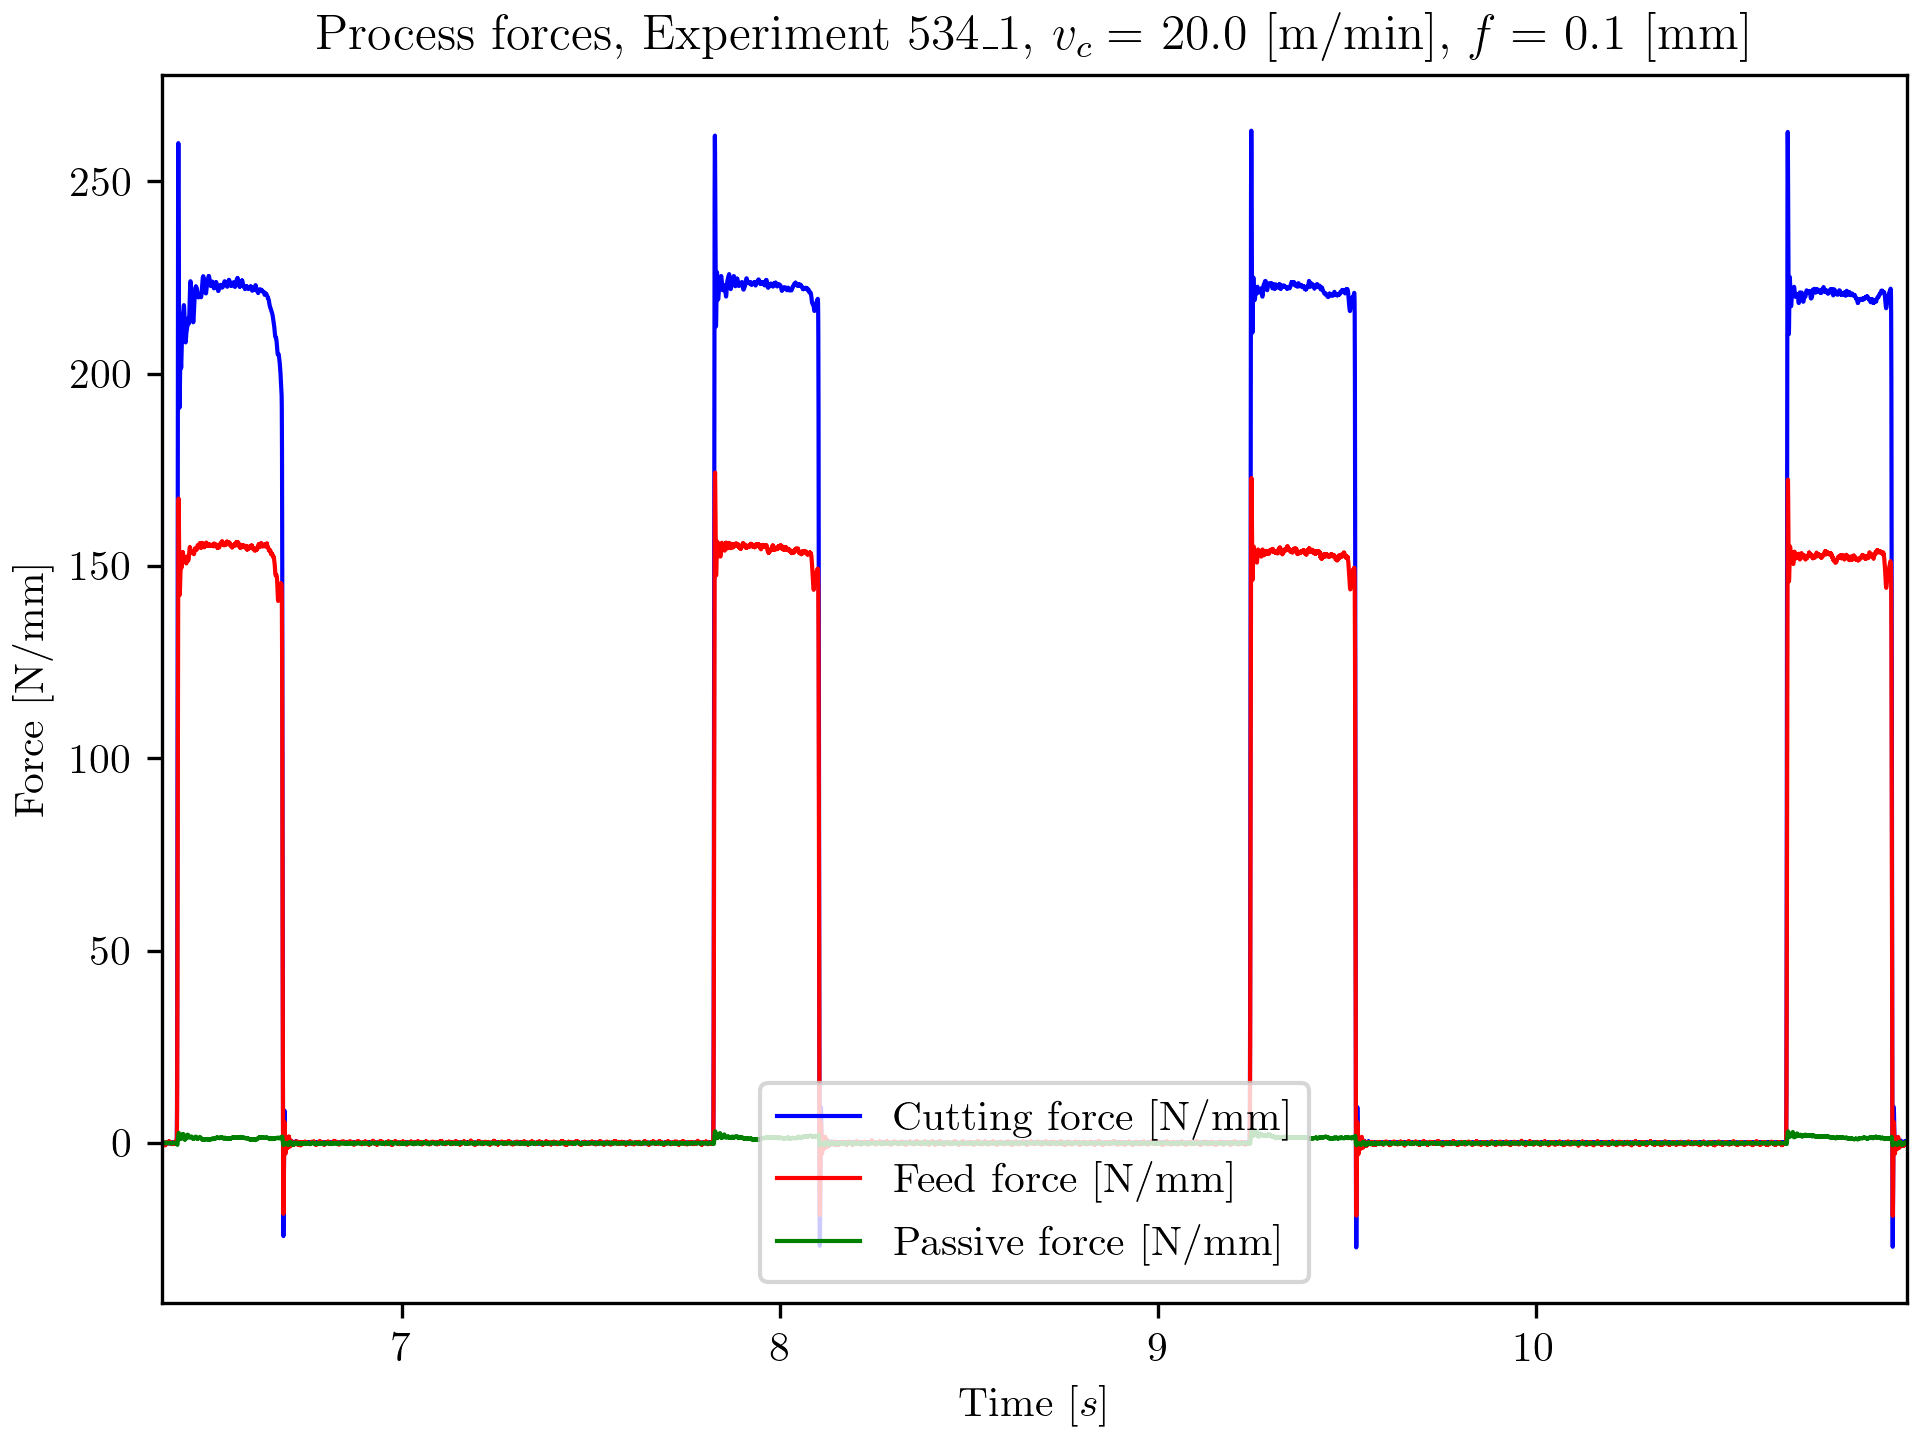 Process forces, Experiment 534_1, v_c = 20.0 [m/min], f = 0.1 [mm]
250
200
150
100
50
0
Force [N/mm]
Cutting force [N/mm]
Feed force [N/mm]
Passive force [N/mm]
7 8 9 10
Time [s]